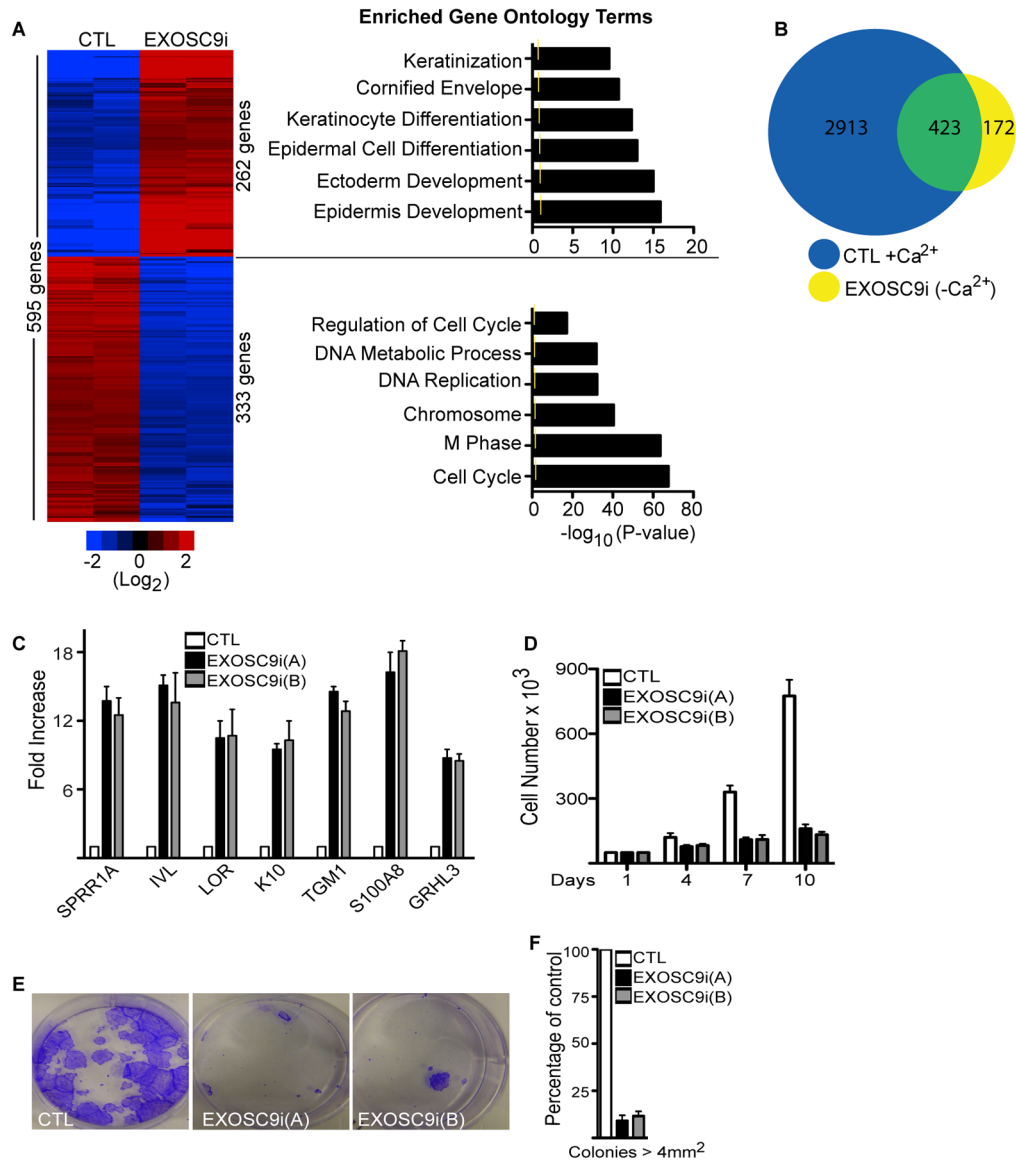 A
CTL EXOSC9i
595 genes
262 genes
333 genes
-2 0 2
(Log2)
Enriched Gene Ontology Terms
Keratinization
Cornified Envelope
Keratinocyte Differentiation
Epidermal Cell Differentiation
Ectoderm Development
Epidermis Development
0 5 10 15 20
Regulation of Cell Cycle
DNA Metabolic Process
DNA Replication
Chromosome
M Phase
Cell Cycle
0 20 40 60 80
-log10 (P-value)
B
2913 423 172
CTL +Ca2+
EXOSC9i (-Ca2+)
C
Fold Increase
18
12
6
CTL
EXOSC9i(A)
EXOSC9i(B)
SPRR1A IVL LOR K10 TGM1 S100A8 GRHL3
D
Cell Number x 10³
900
600
300
CTL
EXOSC9i(A)
EXOSC9i(B)
Days 1 4 7 10
E
CTL EXOSC9i(A) EXOSC9i(B)
F
Percentage of control
100
75
50
25
CTL
EXOSC9i(A)
EXOSC9i(B)
Colonies > 4mm²